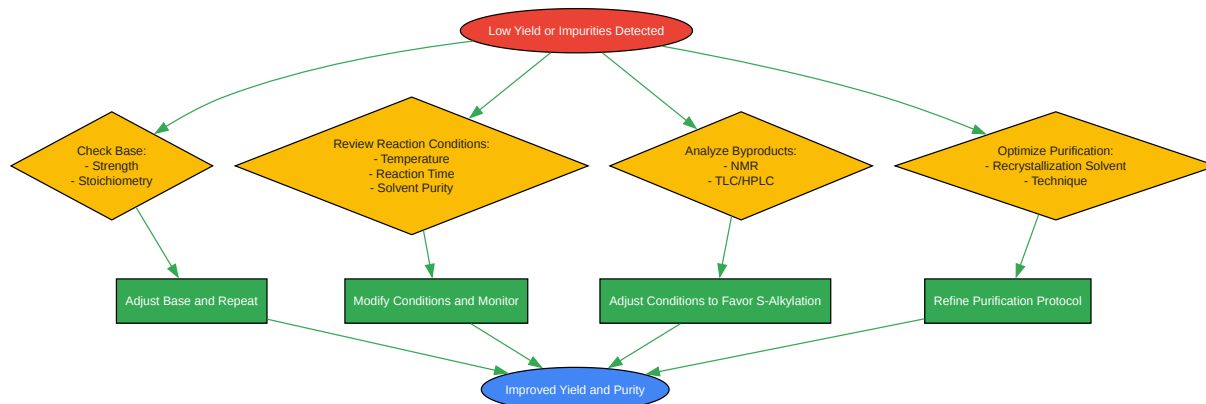 Low Yield or Impurities Detected
Check Base:
- Strength
- Stoichiometry
Review Reaction Conditions:
- Temperature
- Reaction Time
- Solvent Purity
Analyze Byproducts:
- NMR
- TLC/HPLC
Optimize Purification:
- Recrystallization Solvent
- Technique
Adjust Base and Repeat
Modify Conditions and Monitor
Adjust Conditions to Favor S-Alkylation
Refine Purification Protocol
Improved Yield and Purity